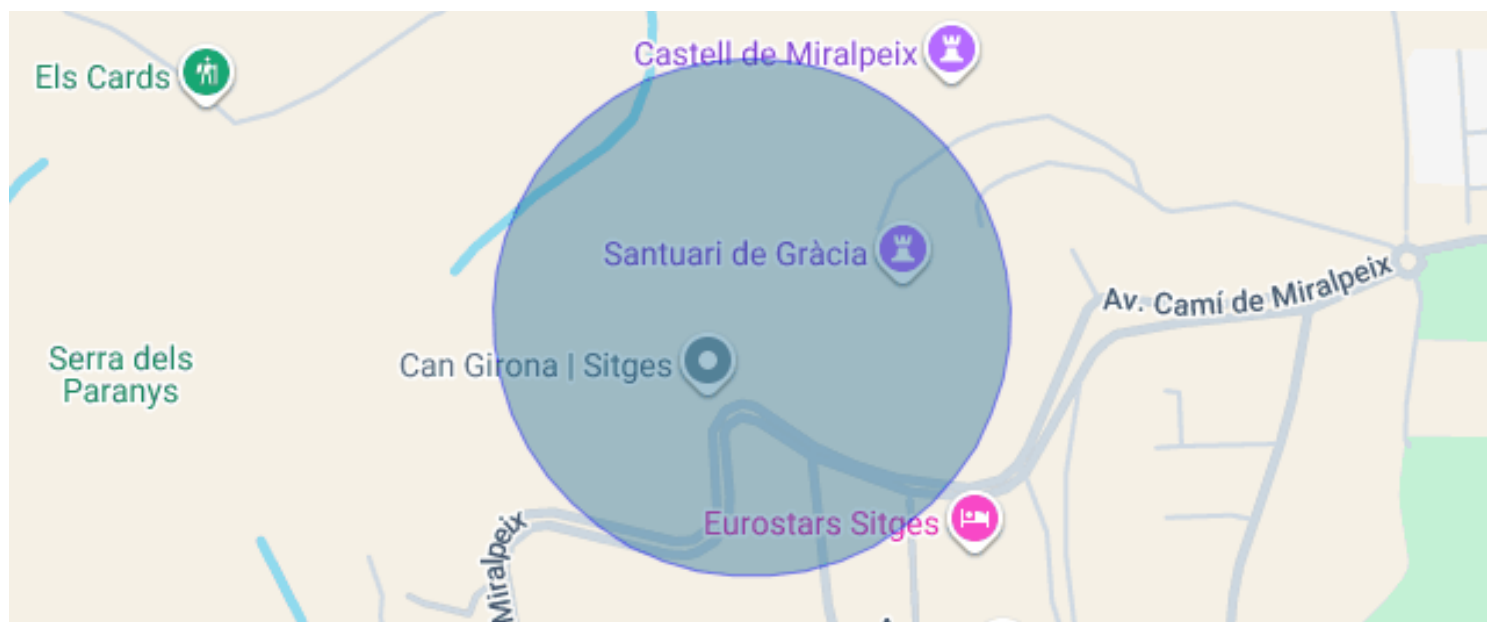 Castell de Miralpeix
Els Cards
Santuari de Gràcia
Av. Camí de Miralpeix
Serra dels
Paranys
Can Girona | Sitges
Eurostars Sitges
Miralpeix